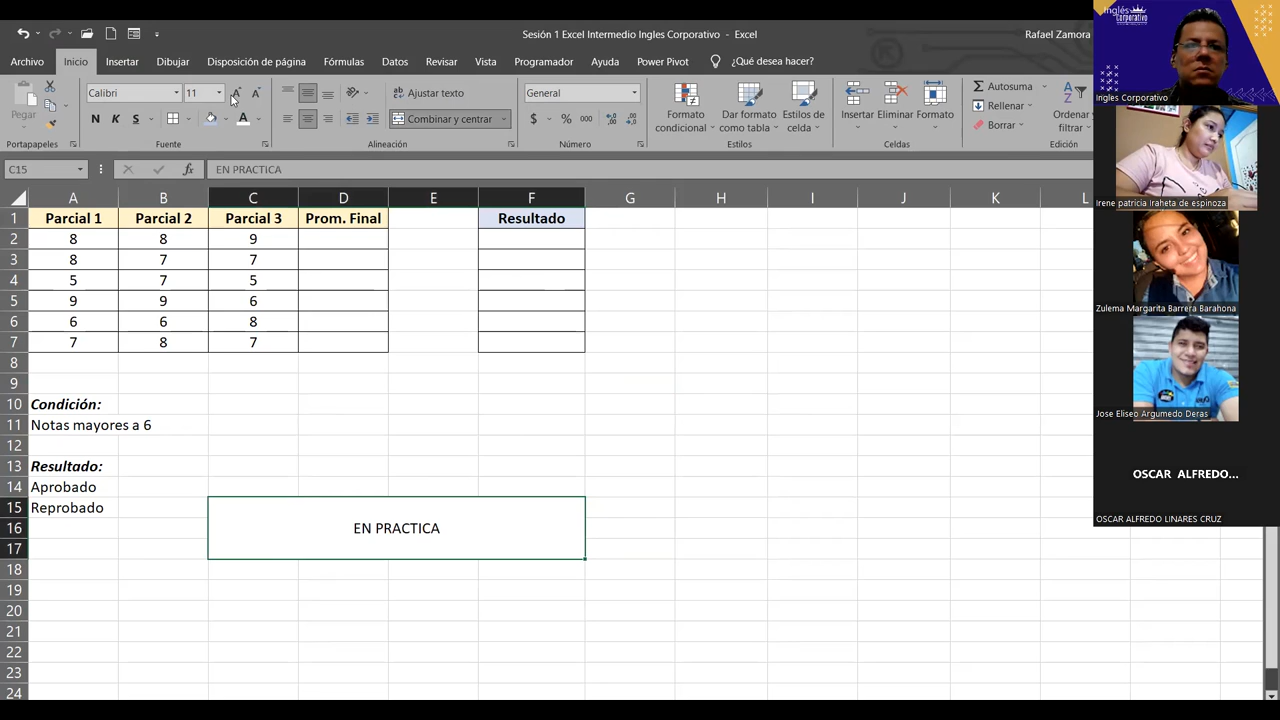 Sesión 1 Excel Intermedio Ingles Corporativo - Excel
Rafael Zamora
Archivo Inicio Insertar Dibujar Disposición de página Fórmulas Datos Revisar Vista Programador Ayuda Power Pivot ¿Qué desea hacer?
Pegar
Calibri 11
N K S
Ajustar texto
Combinar y centrar
General
$ % 000
Formato condicional
Dar formato como tabla
Estilos de celda
Insertar Eliminar Formato
Autosuma
Rellenar
Borrar
Ordenar y filtrar
Portapapeles Fuente Alineación Número Estilos Celdas Edición
C15 fx EN PRACTICA
A B C D E F G H I J K L
1 Parcial 1 Parcial 2 Parcial 3 Prom. Final Resultado
2 8 8 9
3 8 7 7
4 5 7 5
5 9 9 6
6 6 6 8
7 7 8 7
8
9
10 Condición:
11 Notas mayores a 6
12
13 Resultado:
14 Aprobado
15 Reprobado
16 EN PRACTICA
17
18
19
20
21
22
23
24
Inglés Corporativo
Ingles Corporativo
Irene patricia Iraheta de espinoza
Zulema Margarita Barrera Barahona
Jose Eliseo Argumedo Deras
OSCAR ALFREDO...
OSCAR ALFREDO LINARES CRUZ